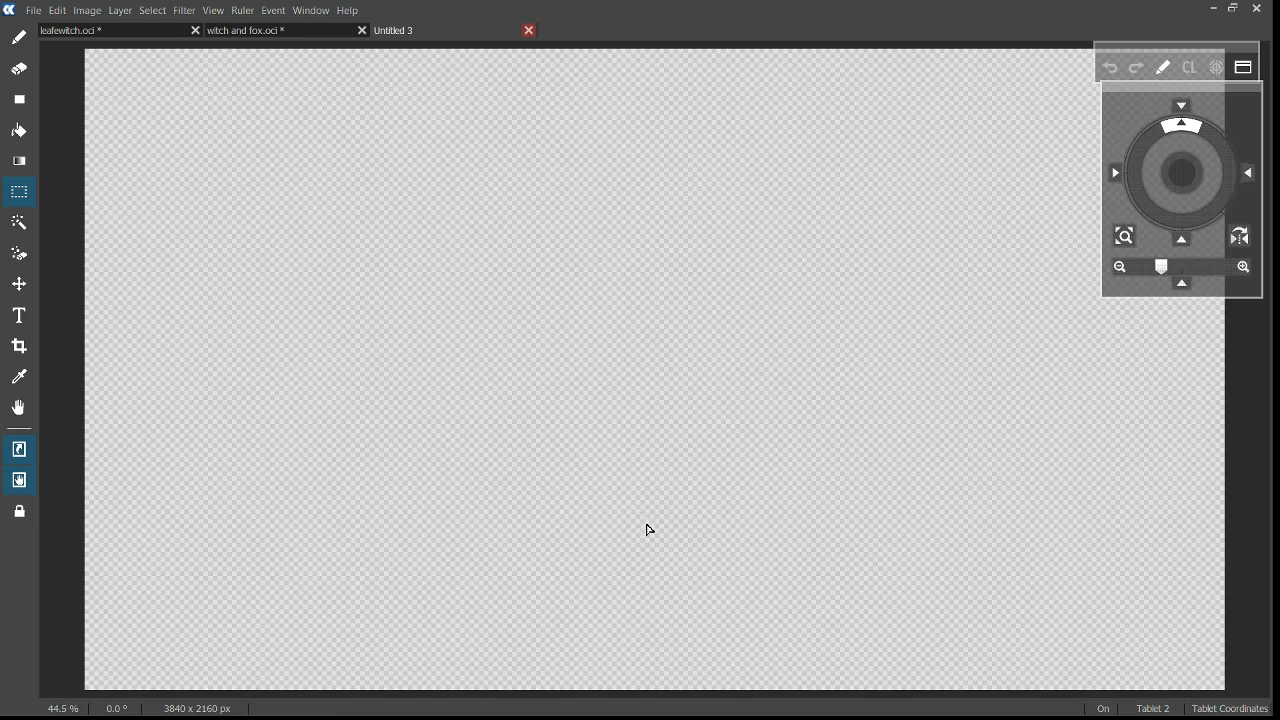 File Edit Image Layer Select Filter View Ruler Event Window Help
leafewitch.oci * witch and fox.oci * Untitled 3
CL
44.5 % 0.0 ° 3840 x 2160 px On Tablet 2 Tablet Coordinates